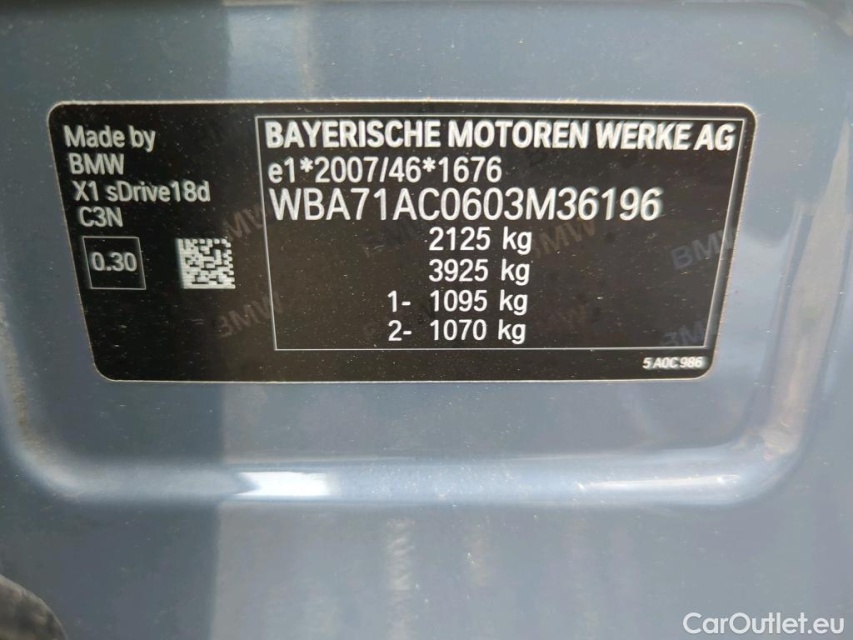 Made by
BMW
X1 sDrive18d
C3N
0.30
BAYERISCHE MOTOREN WERKE AG
e1*2007/46*1676
WBA71AC0603M36196
2125 kg
3925 kg
1- 1095 kg
2- 1070 kg
5 A0C 986
CarOutlet.eu